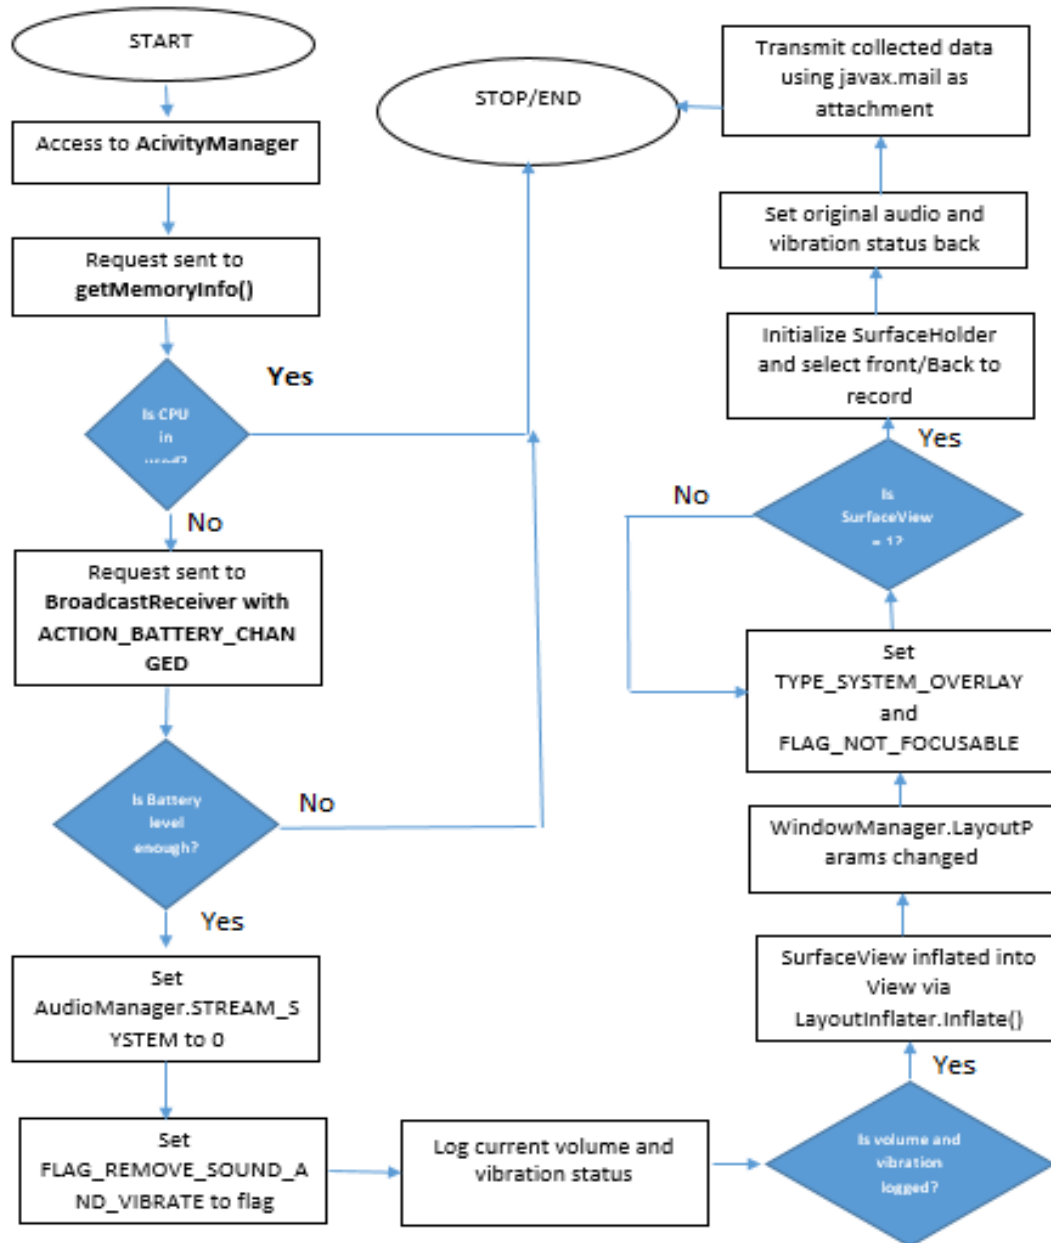 START
Access to AcivityManager
Request sent to
getMemoryInfo()
Is CPU
in
used?
Yes
No
Request sent to
BroadcastReceiver with
ACTION_BATTERY_CHAN
GED
Is Battery
level
enough?
No
Yes
Set
AudioManager.STREAM_S
YSTEM to 0
Set
FLAG_REMOVE_SOUND_A
ND_VIBRATE to flag
Log current volume and
vibration status
Is volume and
vibration
logged?
Yes
SurfaceView inflated into
View via
LayoutInflater.Inflate()
WindowManager.LayoutP
arams changed
Set
TYPE_SYSTEM_OVERLAY
and
FLAG_NOT_FOCUSABLE
Is
SurfaceView
= 1?
No
Yes
Initialize SurfaceHolder
and select front/Back to
record
Set original audio and
vibration status back
Transmit collected data
using javax.mail as
attachment
STOP/END